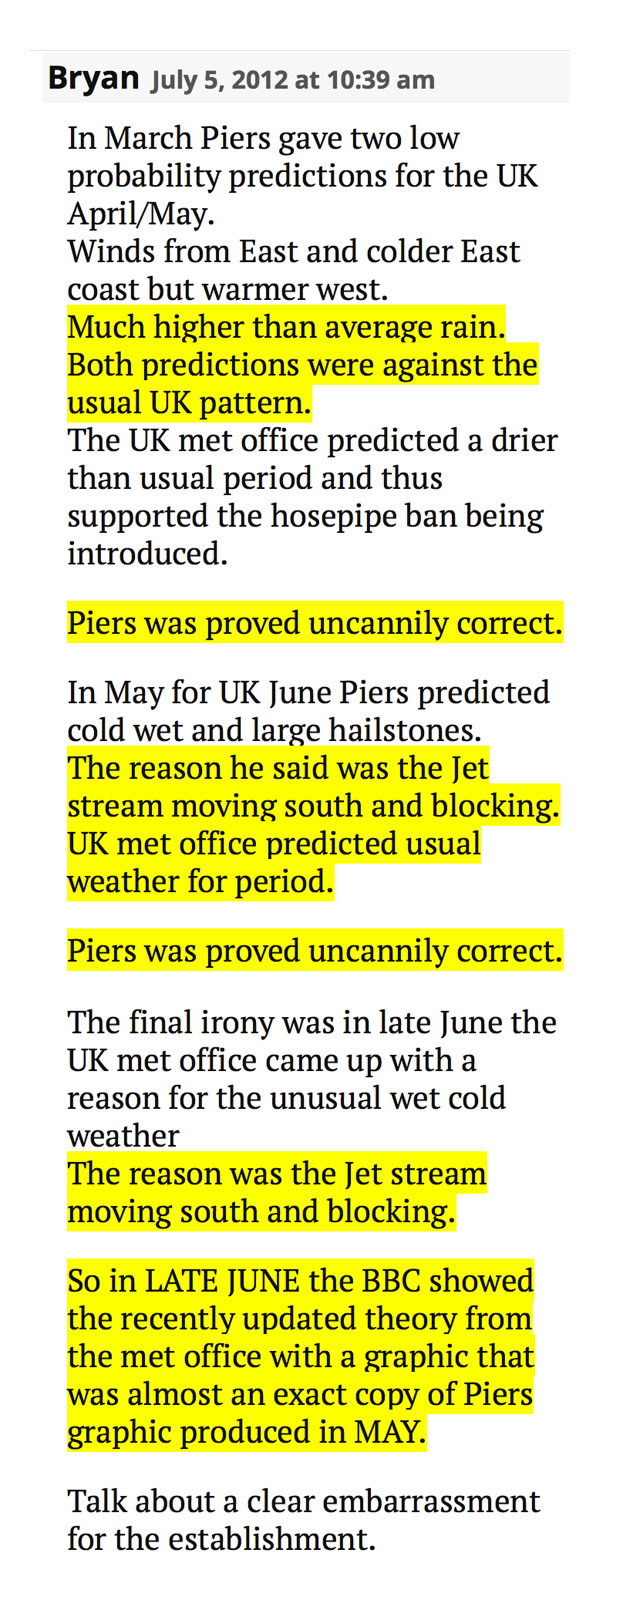 Bryan July 5, 2012 at 10:39 am
In March Piers gave two low
probability predictions for the UK
April/May.
Winds from East and colder East
coast but warmer west.
Much higher than average rain.
Both predictions were against the
usual UK pattern.
The UK met office predicted a drier
than usual period and thus
supported the hosepipe ban being
introduced.
Piers was proved uncannily correct.
In May for UK June Piers predicted
cold wet and large hailstones.
The reason he said was the Jet
stream moving south and blocking.
UK met office predicted usual
weather for period.
Piers was proved uncannily correct.
The final irony was in late June the
UK met office came up with a
reason for the unusual wet cold
weather
The reason was the Jet stream
moving south and blocking.
So in LATE JUNE the BBC showed
the recently updated theory from
the met office with a graphic that
was almost an exact copy of Piers
graphic produced in MAY.
Talk about a clear embarrassment
for the establishment.